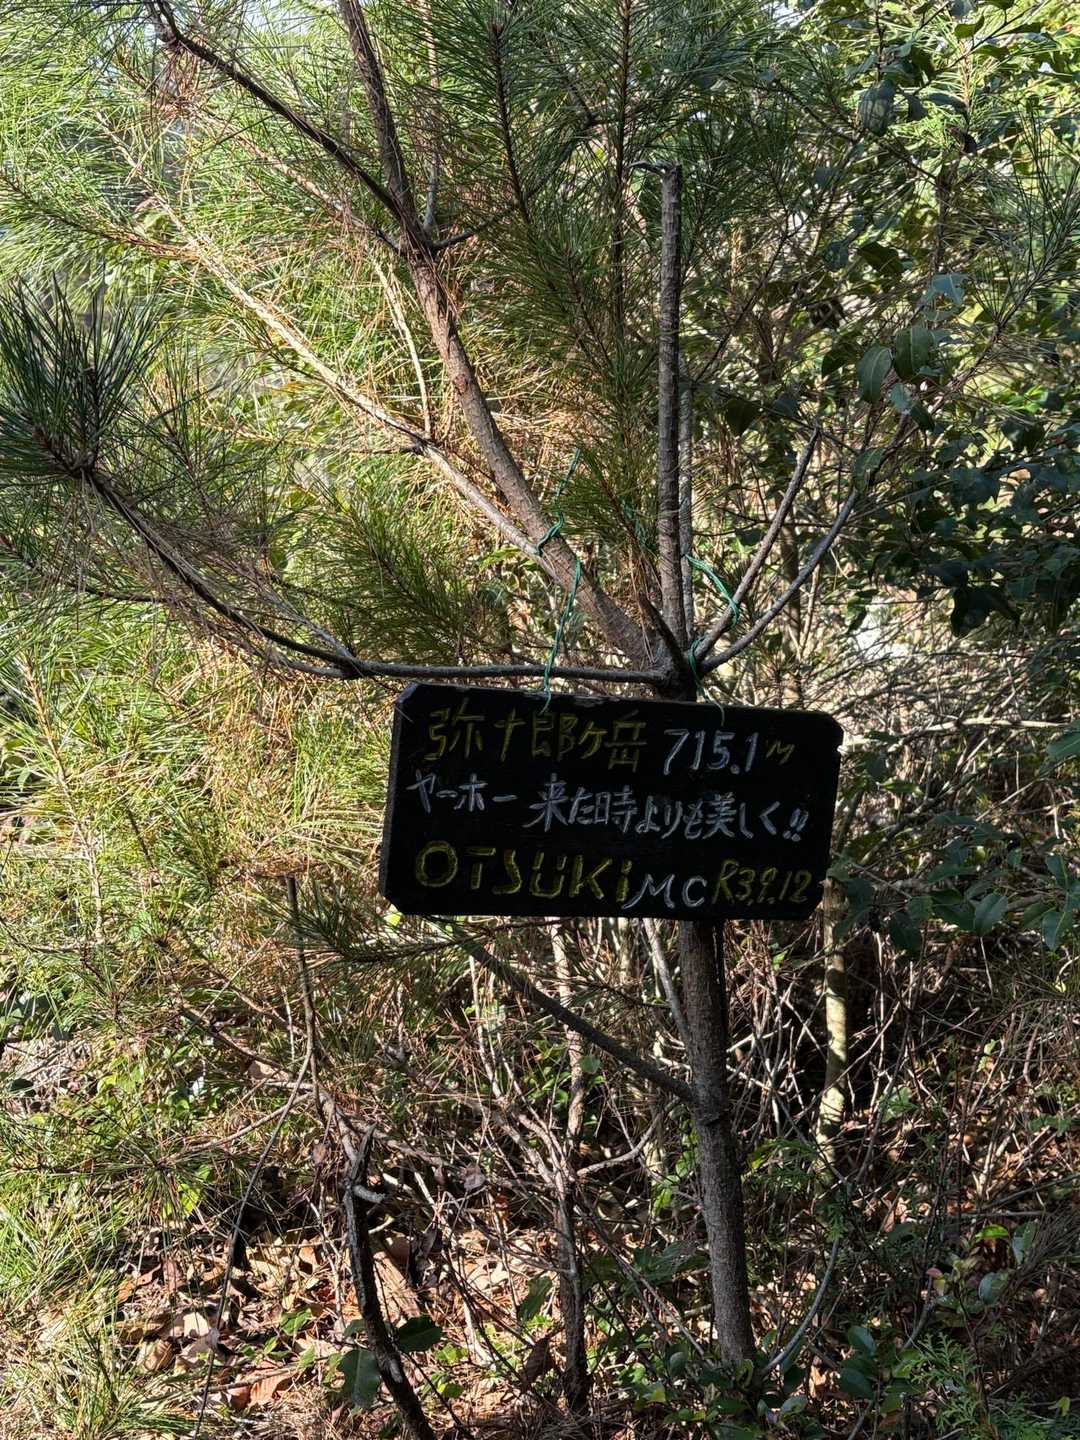 弥十郎ヶ岳 715.1m
ヤーホー 来た時よりも美しく!!
OTSUKi MC R3.9.12